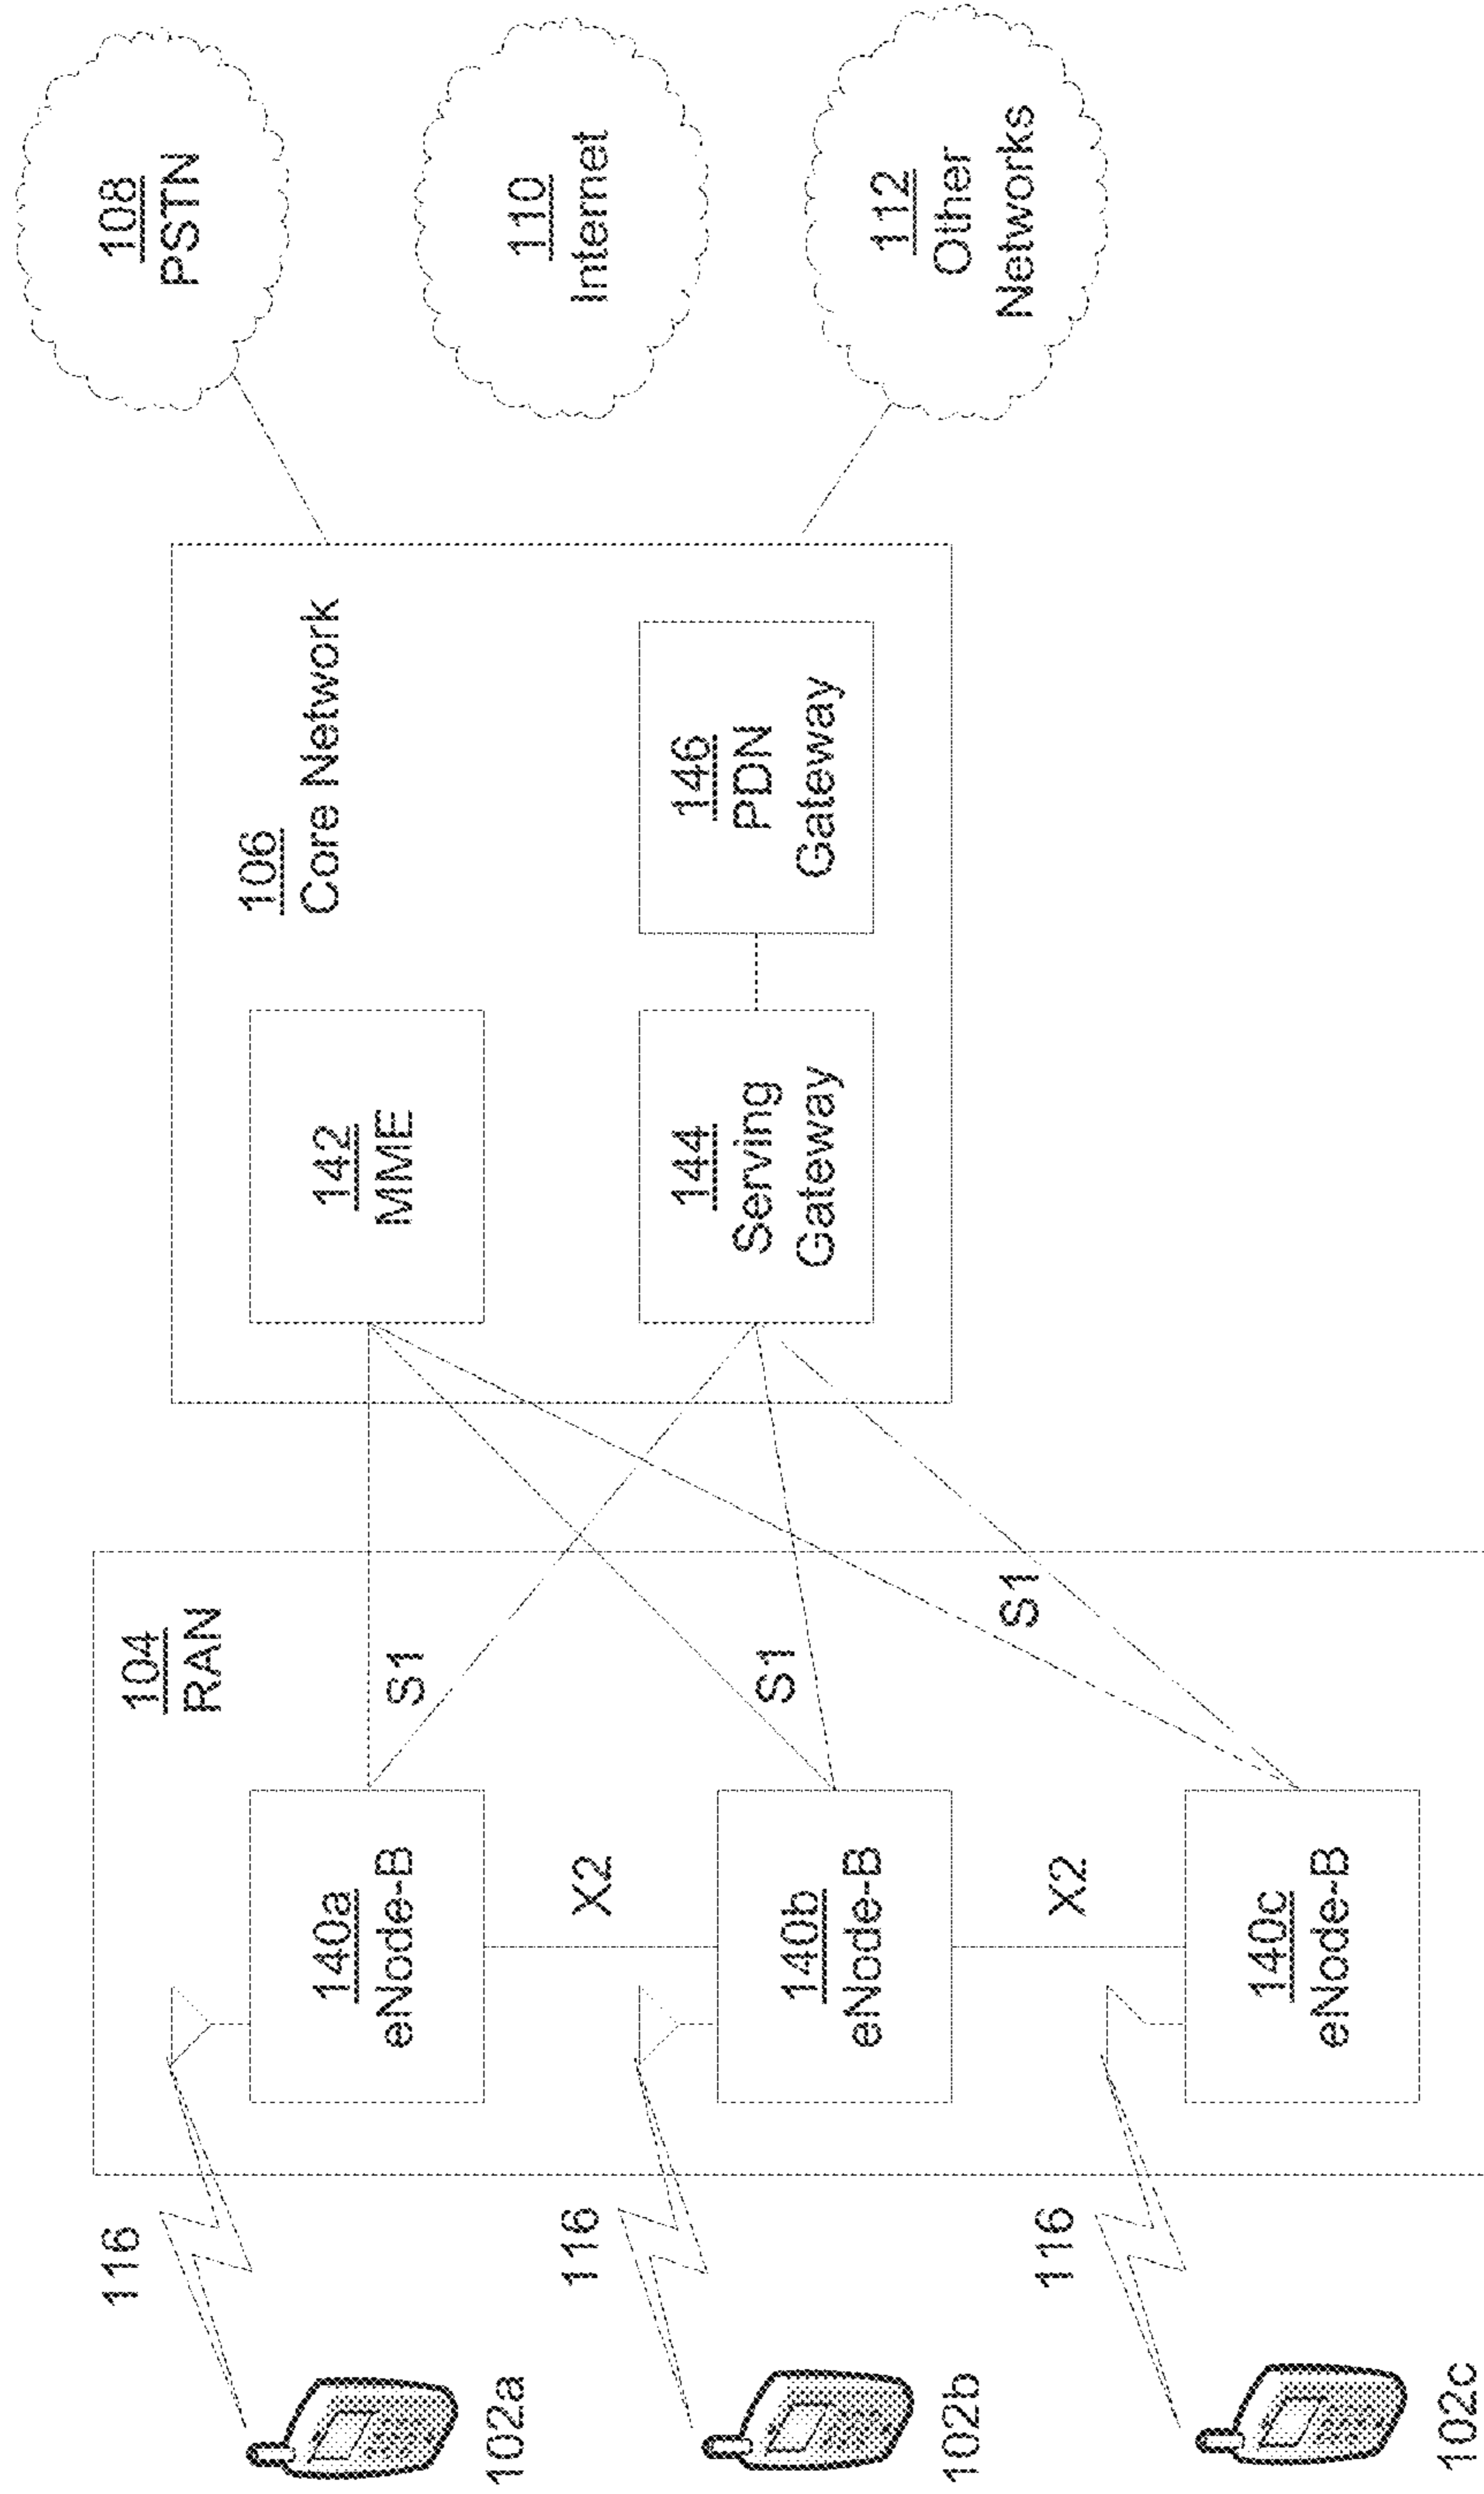 116
104
RAN
108
PSTN
106
Core Network
140a
eNode-B
142
MME
S1
102a
110
Internet
116
X2
140b
eNode-B
S1
144
Serving
Gateway
146
PDN
Gateway
112
Other
Networks
102b
116
X2
S1
140c
eNode-B
102c